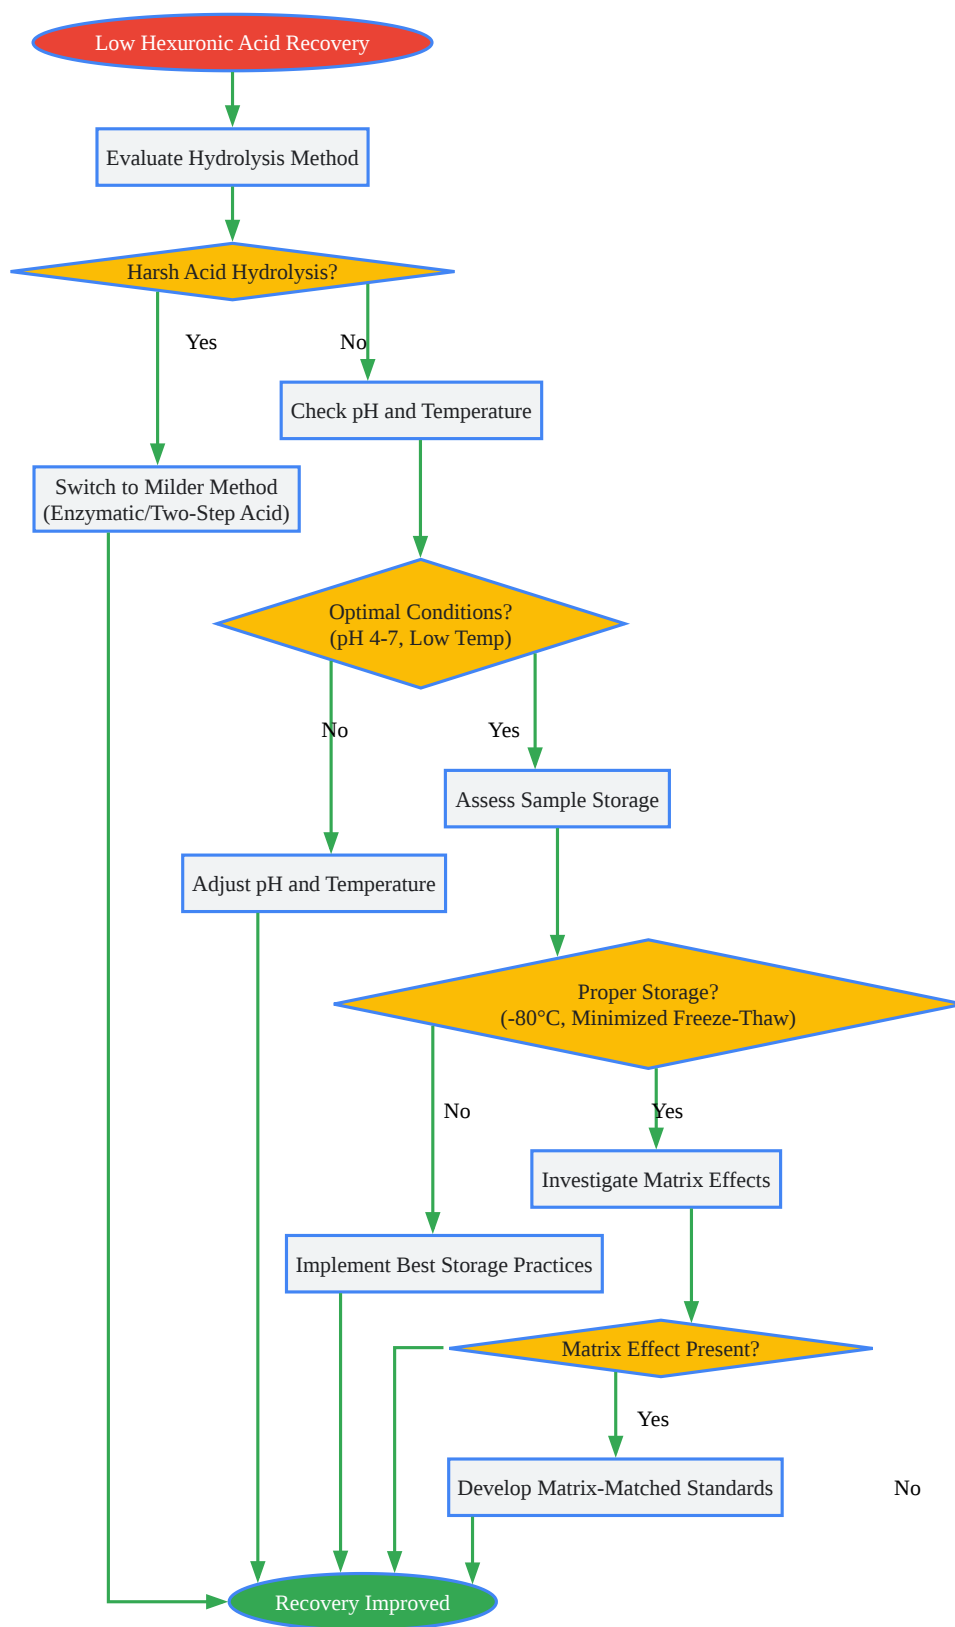 Low Hexuronic Acid Recovery
Evaluate Hydrolysis Method
Harsh Acid Hydrolysis?
Yes
No
Check pH and Temperature
Switch to Milder Method
(Enzymatic/Two-Step Acid)
Optimal Conditions?
(pH 4-7, Low Temp)
No
Yes
Assess Sample Storage
Adjust pH and Temperature
Proper Storage?
(-80°C, Minimized Freeze-Thaw)
No
Yes
Investigate Matrix Effects
Implement Best Storage Practices
Matrix Effect Present?
Yes
Develop Matrix-Matched Standards
No
Recovery Improved